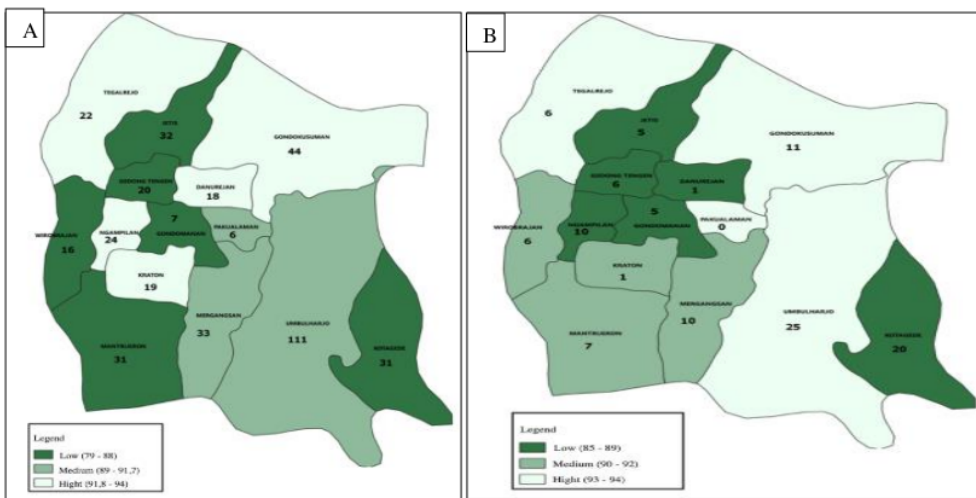 A
TEGALREJO
22
JETIS
32
GONDOKUSUMAN
44
GEDONG TENGEN
20
DANUREJAN
18
7
GONDOMANAN
PAKUALAMAN
6
WIROBRAJAN
16
NGAMPILAN
24
KRATON
19
MERGANGSAN
33
UMBULHARJO
111
MANTRIJERON
31
KOTAGEDE
31
Legend
Low (79 - 88)
Medium (89 - 91,7)
Hight (91,8 - 94)
B
TEGALREJO
6
JETIS
5
GONDOKUSUMAN
11
GEDONG TENGEN
6
DANUREJAN
1
5
GONDOMANAN
PAKUALAMAN
0
WIROBRAJAN
6
NGAMPILAN
10
KRATON
1
MERGANGSAN
10
UMBULHARJO
25
MANTRIJERON
7
KOTAGEDE
20
Legend
Low (85 - 89)
Medium (90 - 92)
Hight (93 - 94)